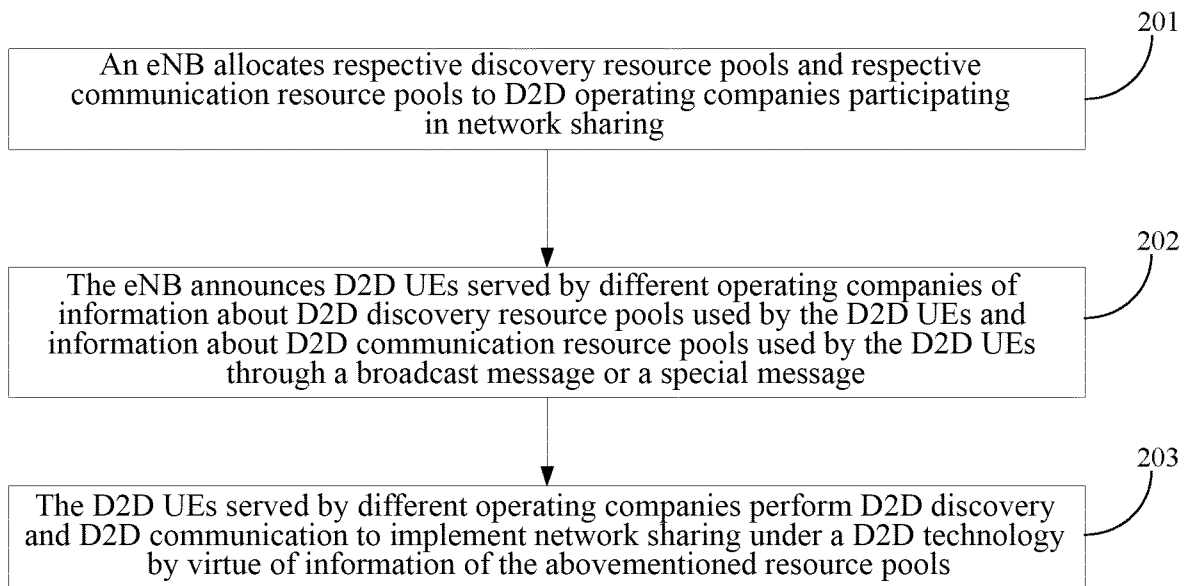 201
An eNB allocates respective discovery resource pools and respective
communication resource pools to D2D operating companies participating
in network sharing
202
The eNB announces D2D UEs served by different operating companies of
information about D2D discovery resource pools used by the D2D UEs and
information about D2D communication resource pools used by the D2D UEs
through a broadcast message or a special message
203
The D2D UEs served by different operating companies perform D2D discovery
and D2D communication to implement network sharing under a D2D technology
by virtue of information of the abovementioned resource pools